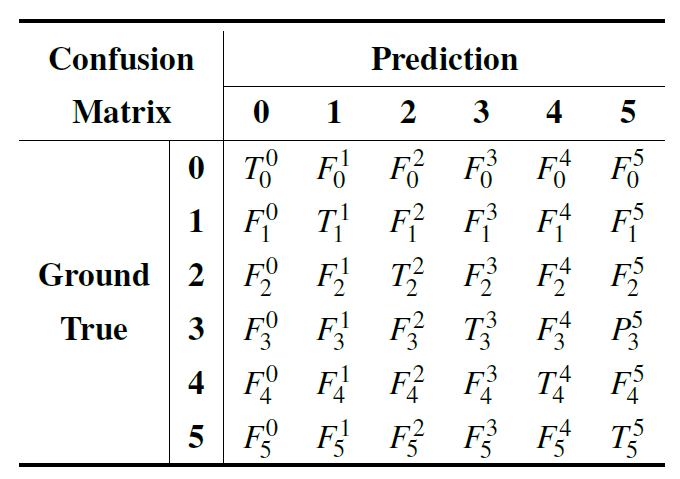 Confusion Matrix Prediction
0 1 2 3 4 5
Ground True
0 $T_0^0$ $F_0^1$ $F_0^2$ $F_0^3$ $F_0^4$ $F_0^5$
1 $F_1^0$ $T_1^1$ $F_1^2$ $F_1^3$ $F_1^4$ $F_1^5$
2 $F_2^0$ $F_2^1$ $T_2^2$ $F_2^3$ $F_2^4$ $F_2^5$
3 $F_3^0$ $F_3^1$ $F_3^2$ $T_3^3$ $F_3^4$ $P_3^5$
4 $F_4^0$ $F_4^1$ $F_4^2$ $F_4^3$ $T_4^4$ $F_4^5$
5 $F_5^0$ $F_5^1$ $F_5^2$ $F_5^3$ $F_5^4$ $T_5^5$